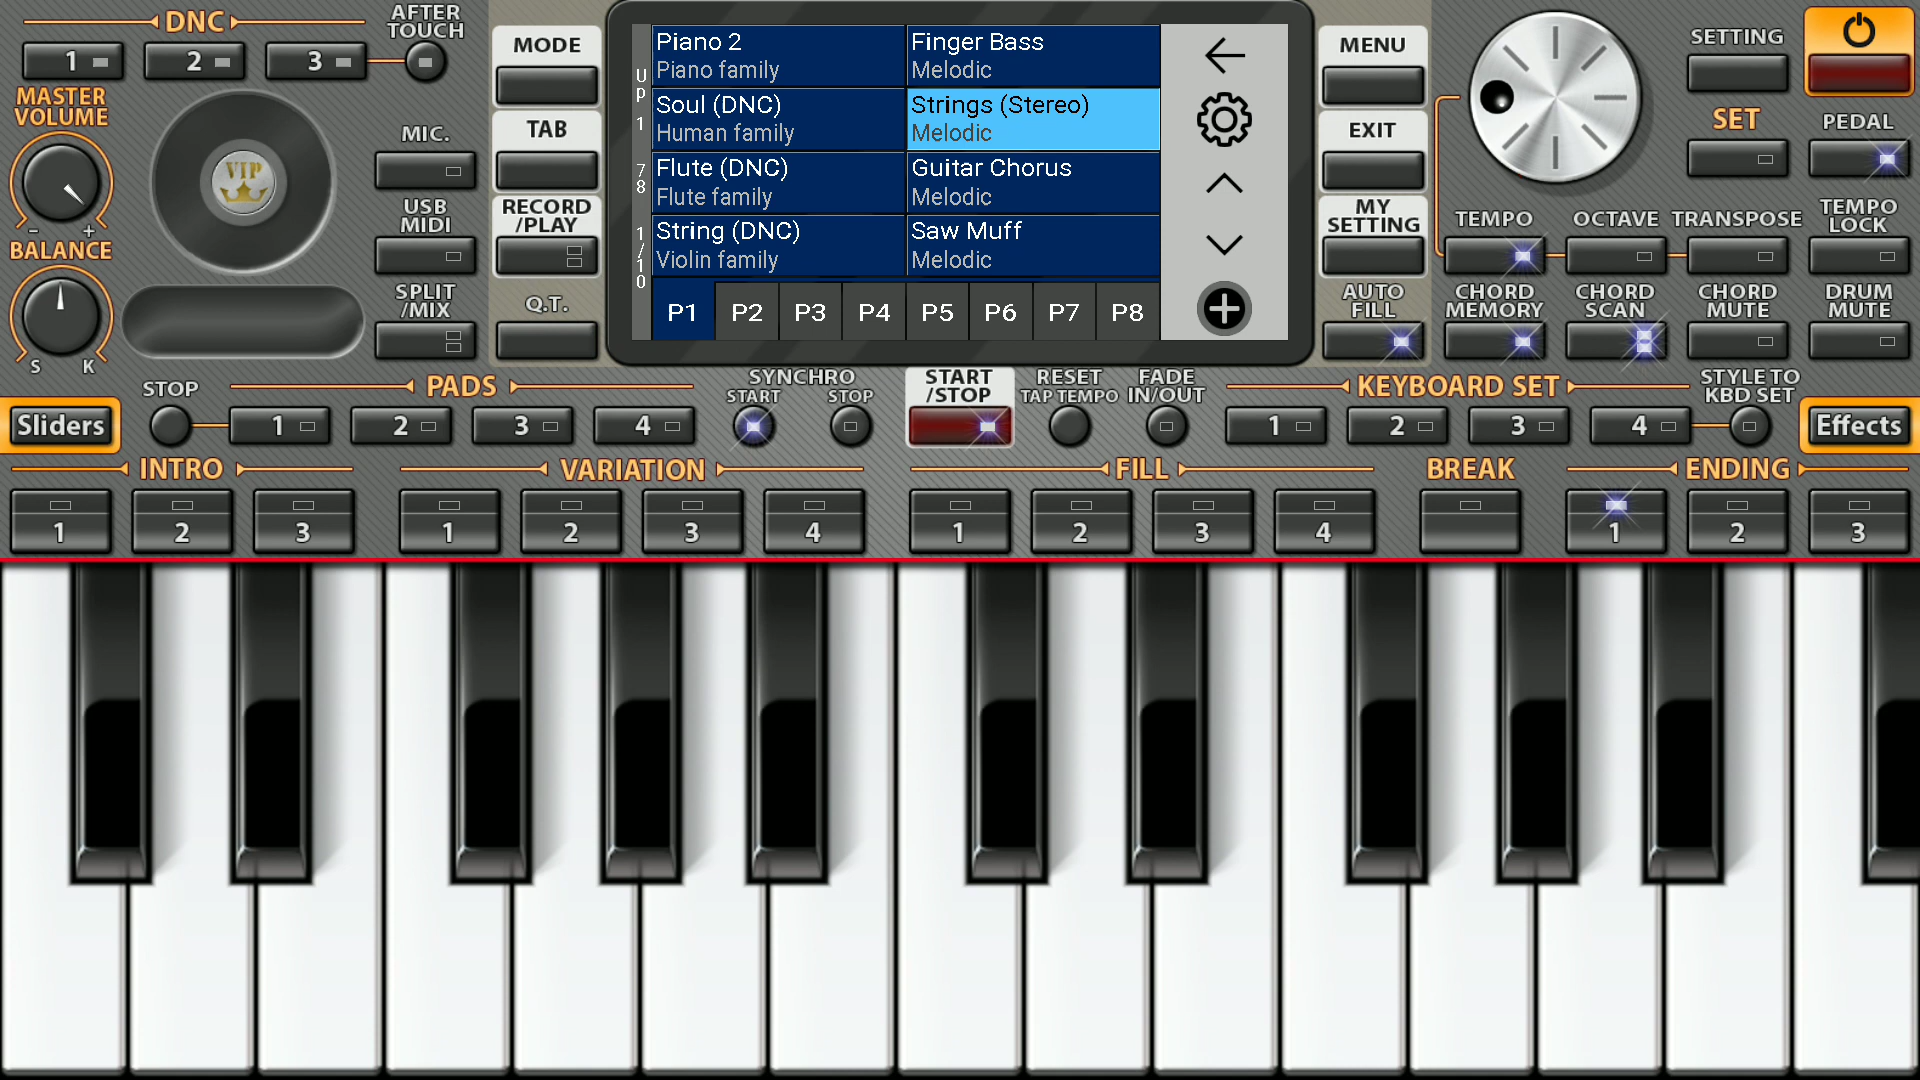 DNC
AFTER
TOUCH
1
2
3
MASTER
VOLUME
- +
BALANCE
S K
VIP
MIC.
USB
MIDI
SPLIT
/MIX
MODE
TAB
RECORD
/PLAY
Q.T.
Up 1
78
1/10
Piano 2
Piano family
Finger Bass
Melodic
Soul (DNC)
Human family
Strings (Stereo)
Melodic
Flute (DNC)
Flute family
Guitar Chorus
Melodic
String (DNC)
Violin family
Saw Muff
Melodic
P1 P2 P3 P4 P5 P6 P7 P8
MENU
EXIT
MY
SETTING
AUTO
FILL
SETTING
SET
PEDAL
TEMPO
OCTAVE
TRANSPOSE
TEMPO
LOCK
CHORD
MEMORY
CHORD
SCAN
CHORD
MUTE
DRUM
MUTE
Sliders
STOP
PADS
1
2
3
4
SYNCHRO
START STOP
START
/STOP
RESET
TAP TEMPO
FADE
IN/OUT
KEYBOARD SET
1
2
3
4
STYLE TO
KBD SET
Effects
INTRO
1
2
3
VARIATION
1
2
3
4
FILL
1
2
3
4
BREAK
ENDING
1
2
3